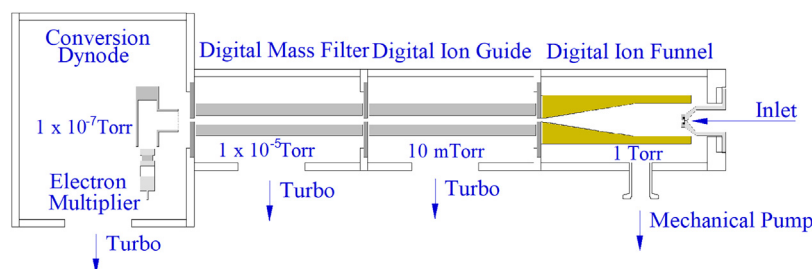 Conversion
Dynode
Digital Mass Filter
Digital Ion Guide
Digital Ion Funnel
1 x 10-7Torr
Inlet
1 x 10-5Torr
10 mTorr
1 Torr
Electron
Multiplier
Turbo
Turbo
Mechanical Pump
Turbo